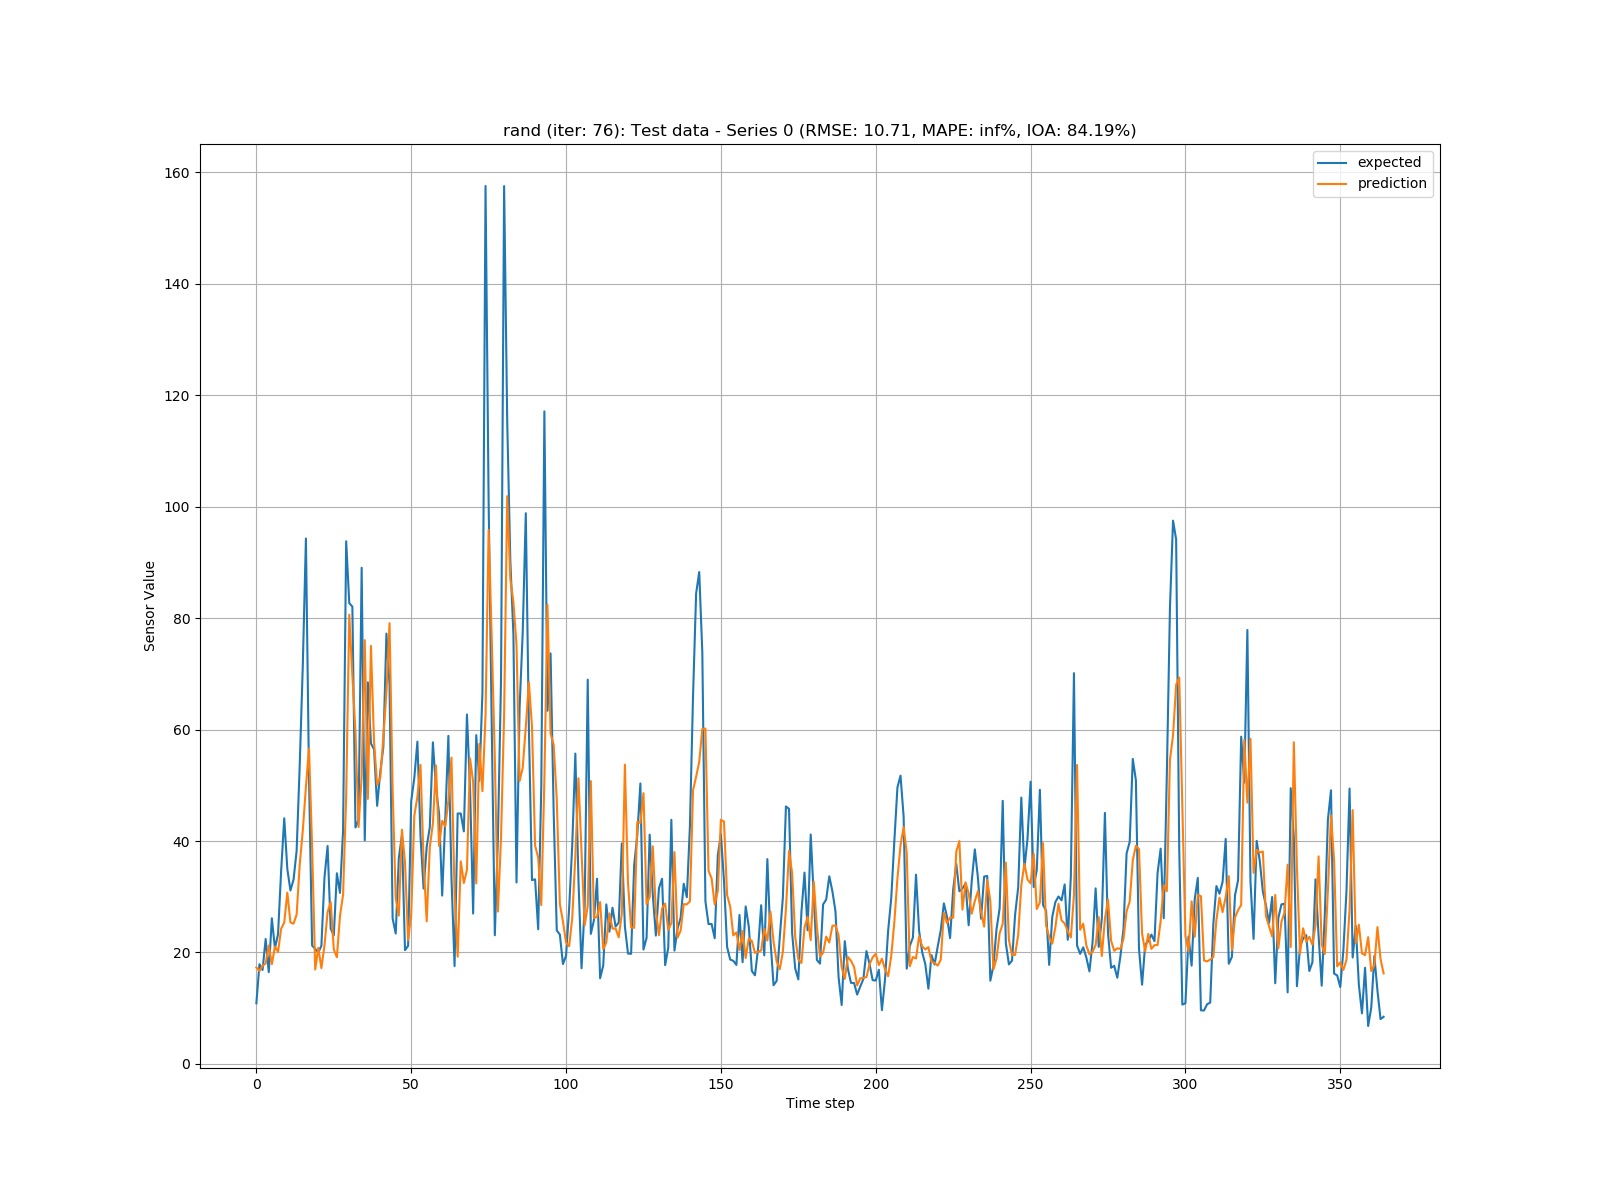 rand (iter: 76): Test data - Series 0 (RMSE: 10.71, MAPE: inf%, IOA: 84.19%)
expected
prediction
160
140
120
100
80
60
40
20
0
Sensor Value
0 50 100 150 200 250 300 350
Time step